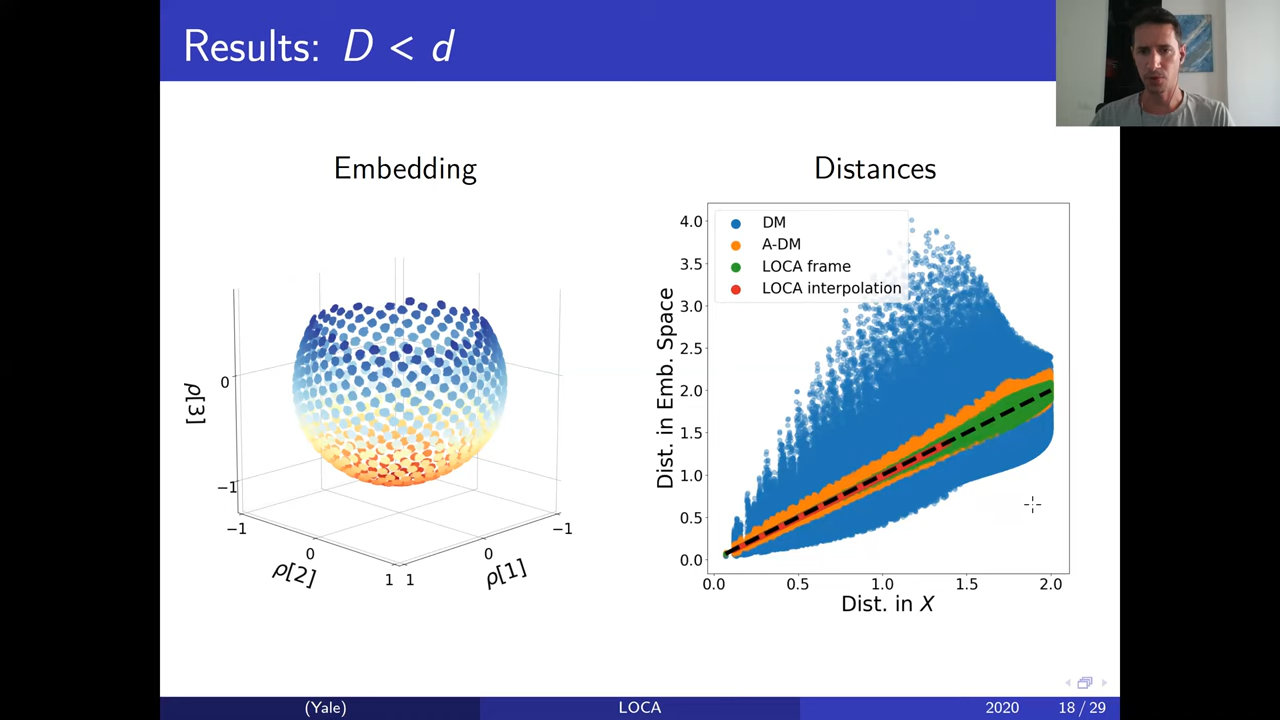 Results: D < d
Embedding
0
−1
ρ[3]
−1
0
1
ρ[2]
1
0
−1
ρ[1]
Distances
DM
A-DM
LOCA frame
LOCA interpolation
4.0
3.5
3.0
2.5
2.0
1.5
1.0
0.5
0.0
Dist. in Emb. Space
0.0 0.5 1.0 1.5 2.0
Dist. in X
(Yale) LOCA 2020 18 / 29